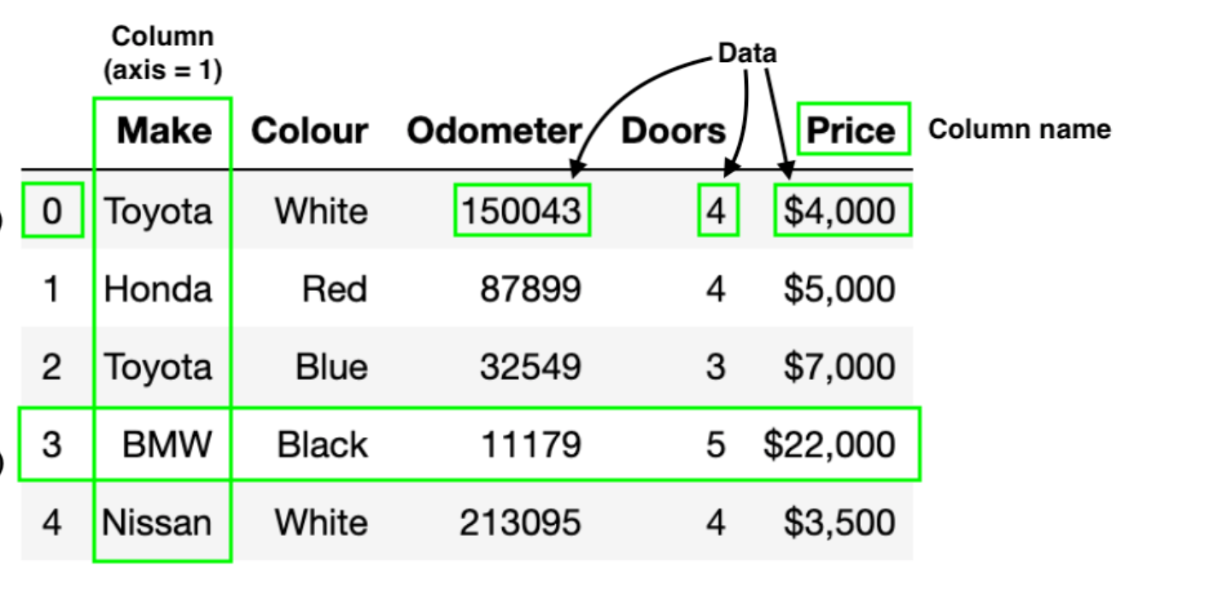 Column
(axis = 1)
Data
Make Colour Odometer Doors Price Column name
0 Toyota White 150043 4 $4,000
1 Honda Red 87899 4 $5,000
2 Toyota Blue 32549 3 $7,000
3 BMW Black 11179 5 $22,000
4 Nissan White 213095 4 $3,500